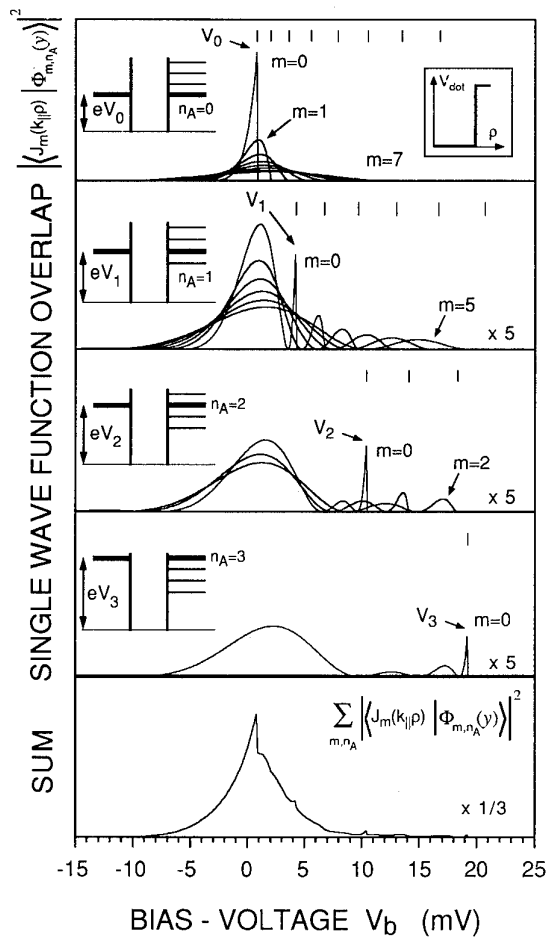 SINGLE WAVE FUNCTION OVERLAP |⟨J_m(k_∥ρ)|Φ_{m,n_A}(y)⟩|²
SUM
V_0
m=0
m=1
m=7
eV_0
n_A=0
V_dot
ρ
V_1
m=0
m=5
eV_1
n_A=1
x 5
V_2
m=0
m=2
eV_2
n_A=2
x 5
V_3
m=0
eV_3
n_A=3
x 5
∑_{m,n_A} |⟨J_m(k_∥ρ)|Φ_{m,n_A}(y)⟩|²
x 1/3
-15 -10 -5 0 5 10 15 20 25
BIAS - VOLTAGE V_b (mV)